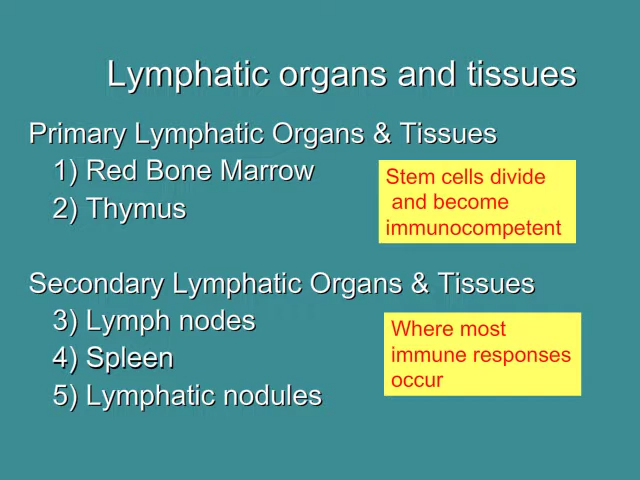 Lymphatic organs and tissues
Primary Lymphatic Organs & Tissues
1) Red Bone Marrow
2) Thymus
Stem cells divide
and become
immunocompetent
Secondary Lymphatic Organs & Tissues
3) Lymph nodes
4) Spleen
5) Lymphatic nodules
Where most
immune responses
occur